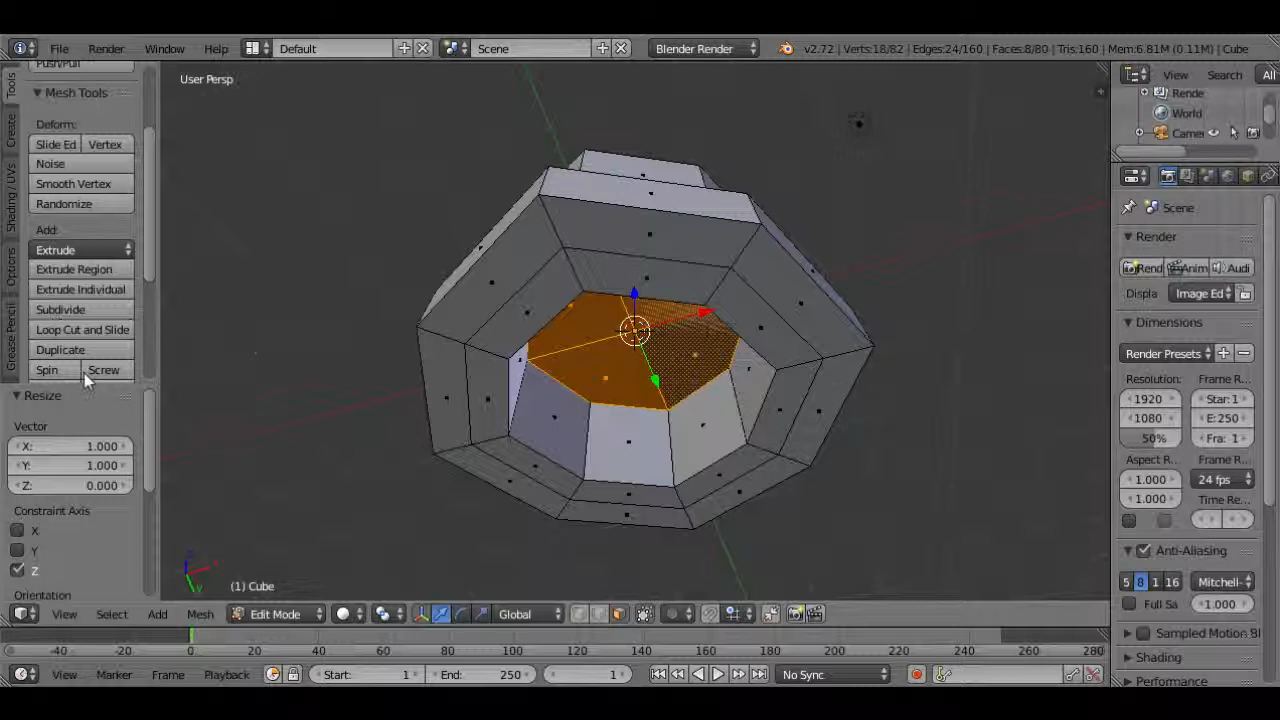 File Render Window Help Default Scene Blender Render v2.72 | Verts:18/82 | Edges:24/160 | Faces:8/80 | Tris:160 | Mem:6.81M (0.11M) | Cube
Push/Pull
Mesh Tools
Deform:
Slide Ed Vertex
Noise
Smooth Vertex
Randomize
Add:
Extrude
Extrude Region
Extrude Individual
Subdivide
Loop Cut and Slide
Duplicate
Spin Screw
Resize
Vector
X: 1.000
Y: 1.000
Z: 0.000
Constraint Axis
X
Y
Z
Orientation
Tools
Create
Shading / UVs
Options
Grease Pencil
User Persp
(1) Cube
View Select Add Mesh Edit Mode Global
-40 -20 0 20 40 60 80 100 120 140 160 180 200 220 240 260 280
View Marker Frame Playback Start: 1 End: 250 1 No Sync
View Search All
Rende
World
Camer
Scene
Render
Rend Anim Audi
Displa Image Ed
Dimensions
Render Presets
Resolution: Frame R...
1920 Star: 1
1080 E: 250
50% Fra: 1
Aspect R... Frame R...
1.000 24 fps
1.000 Time Re...
Anti-Aliasing
5 8 1 16 Mitchell-
Full Sa 1.000
Sampled Motion Bl
Shading
Performance